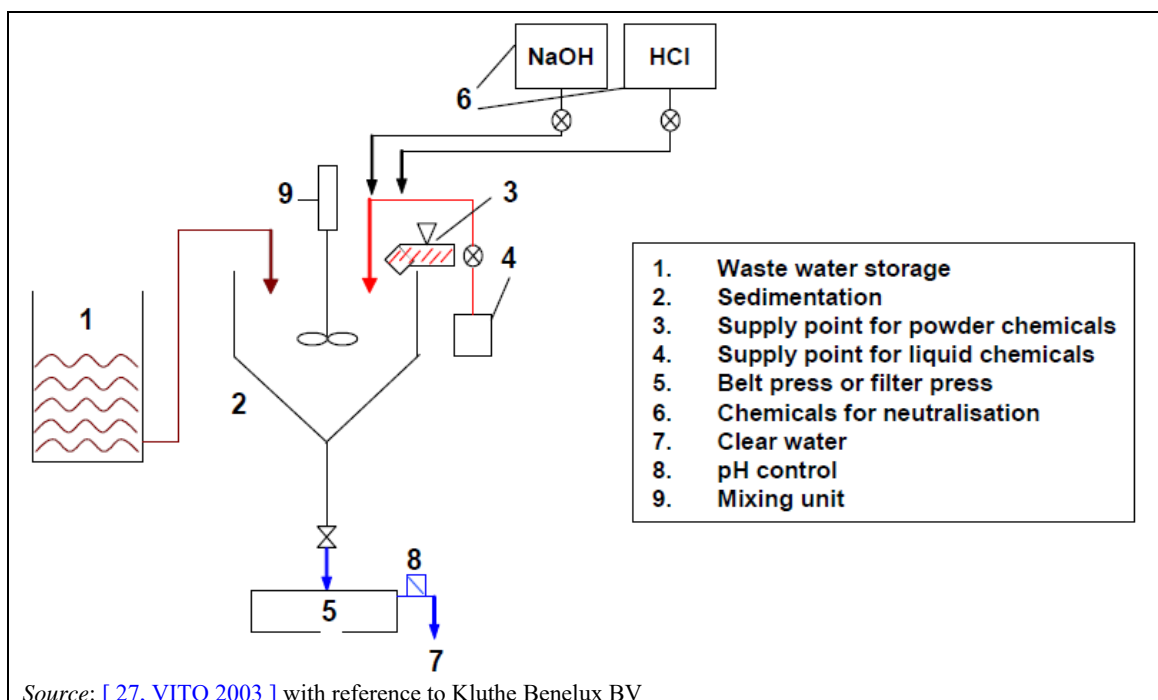 NaOH
HCl
6
9
3
4
1
2
8
5
7
1. Waste water storage
2. Sedimentation
3. Supply point for powder chemicals
4. Supply point for liquid chemicals
5. Belt press or filter press
6. Chemicals for neutralisation
7. Clear water
8. pH control
9. Mixing unit
Source: [ 27, VITO 2003 ] with reference to Kluthe Benelux BV